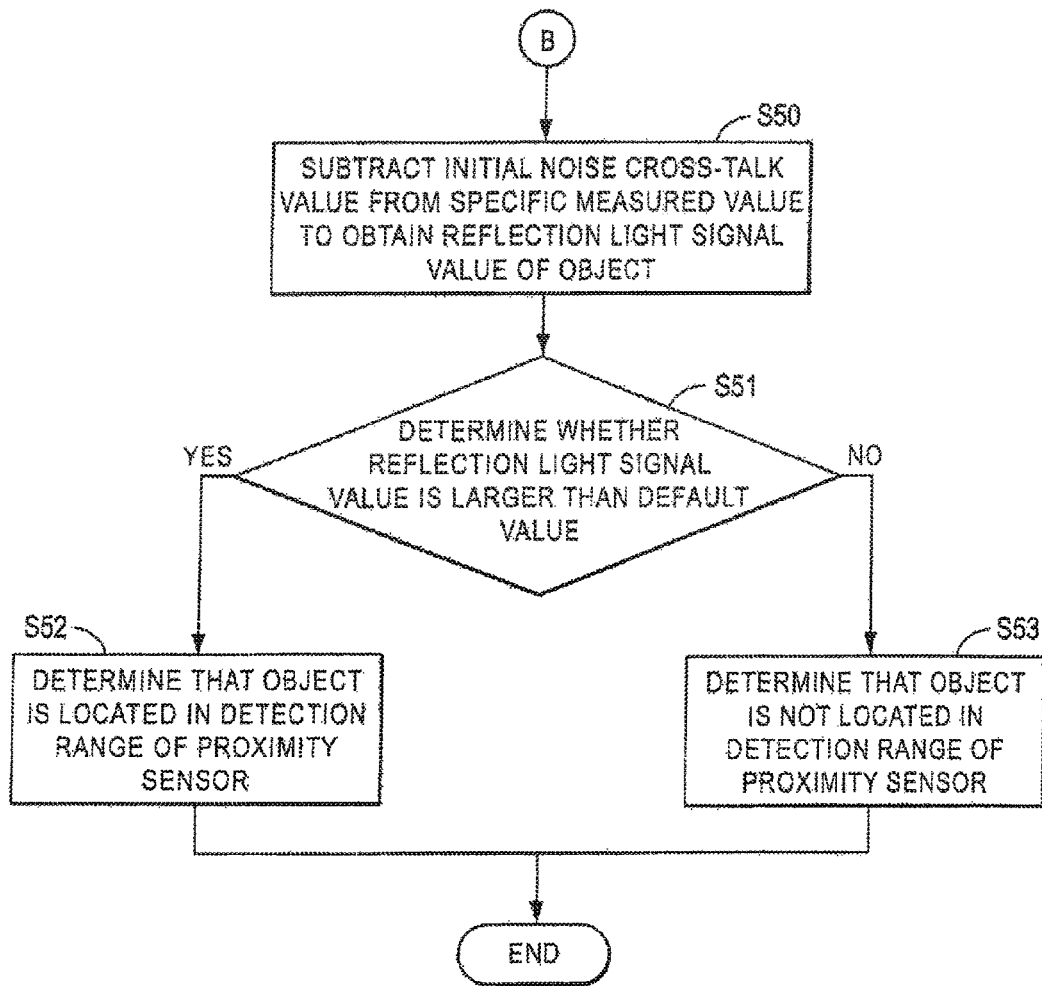 B
S50
SUBTRACT INITIAL NOISE CROSS-TALK
VALUE FROM SPECIFIC MEASURED VALUE
TO OBTAIN REFLECTION LIGHT SIGNAL
VALUE OF OBJECT
S51
DETERMINE WHETHER
REFLECTION LIGHT SIGNAL
VALUE IS LARGER THAN DEFAULT
VALUE
YES
NO
S52
DETERMINE THAT OBJECT
IS LOCATED IN DETECTION
RANGE OF PROXIMITY
SENSOR
S53
DETERMINE THAT OBJECT
IS NOT LOCATED IN
DETECTION RANGE OF
PROXIMITY SENSOR
END